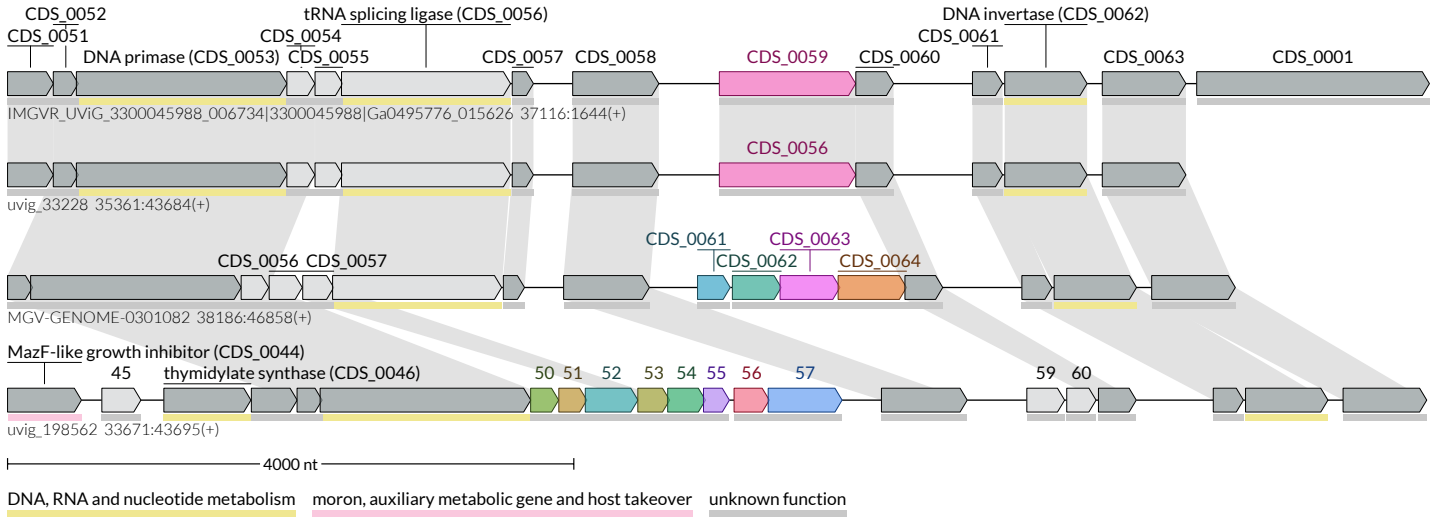 CDS_0052 tRNA splicing ligase (CDS_0056) DNA invertase (CDS_0062)
CDS_0051 CDS_0054 CDS_0061
DNA primase (CDS_0053) CDS_0055 CDS_0057 CDS_0058 CDS_0059 CDS_0060 CDS_0063 CDS_0001
IMGVR_UViG_3300045988_006734|3300045988|Ga0495776_015626 37116:1644(+)
CDS_0056
uvig_33228 35361:43684(+)
CDS_0061 CDS_0063
CDS_0056 CDS_0057 CDS_0062 CDS_0064
MGV-GENOME-0301082 38186:46858(+)
MazF-like growth inhibitor (CDS_0044)
45 thymidylate synthase (CDS_0046) 50 51 52 53 54 55 56 57 59 60
uvig_198562 33671:43695(+)
4000 nt
DNA, RNA and nucleotide metabolism moron, auxiliary metabolic gene and host takeover unknown function